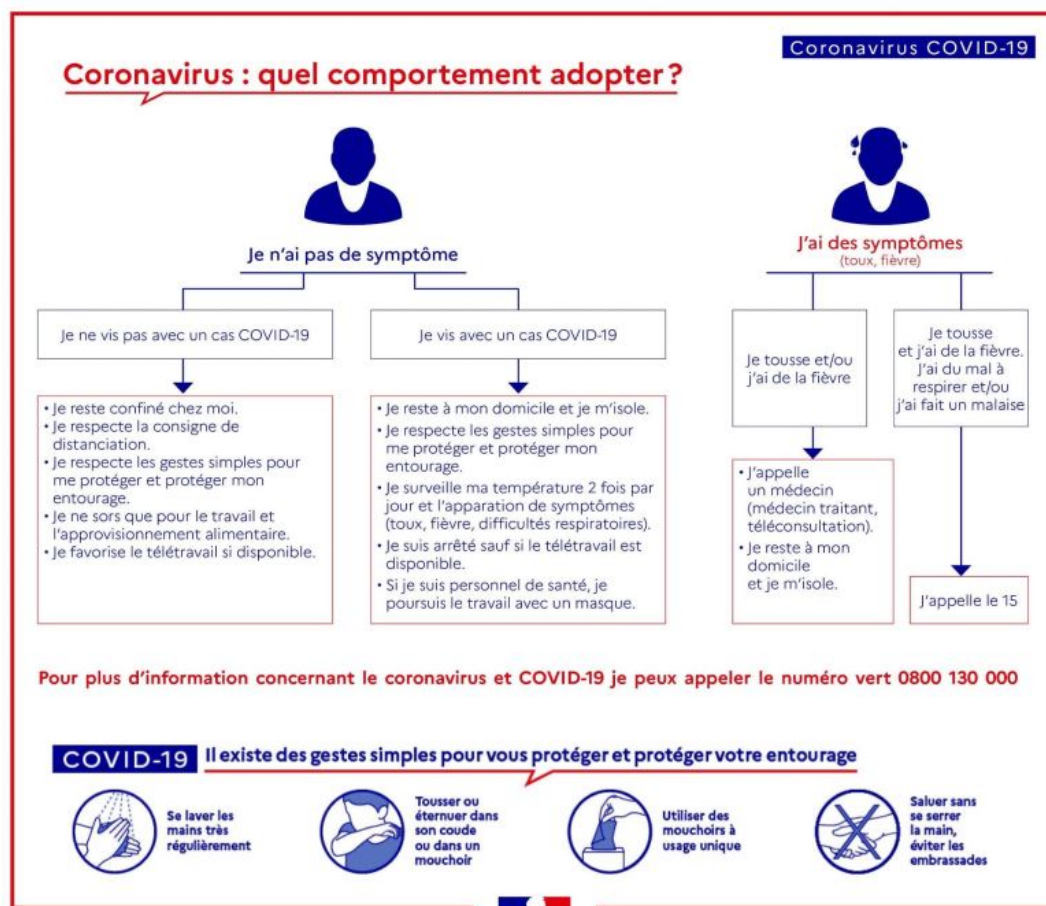 Coronavirus COVID-19
Coronavirus : quel comportement adopter ?
Je n'ai pas de symptôme
J'ai des symptômes
(toux, fièvre)
Je ne vis pas avec un cas COVID-19
Je vis avec un cas COVID-19
Je tousse et/ou
j'ai de la fièvre
Je tousse
et j'ai de la fièvre.
J'ai du mal à
respirer et/ou
j'ai fait un malaise
• Je reste confiné chez moi.
• Je respecte la consigne de
distanciation.
• Je respecte les gestes simples pour
me protéger et protéger mon
entourage.
• Je ne sors que pour le travail et
l'approvisionnement alimentaire.
• Je favorise le télétravail si disponible.
• Je reste à mon domicile et je m'isole.
• Je respecte les gestes simples pour
me protéger et protéger mon
entourage.
• Je surveille ma température 2 fois par
jour et l'apparation de symptômes
(toux, fièvre, difficultés respiratoires).
• Je suis arrêté sauf si le télétravail est
disponible.
• Si je suis personnel de santé, je
poursuis le travail avec un masque.
• J'appelle
un médecin
(médecin traitant,
téléconsultation).
• Je reste à mon
domicile
et je m'isole.
J'appelle le 15
Pour plus d'information concernant le coronavirus et COVID-19 je peux appeler le numéro vert 0800 130 000
COVID-19 Il existe des gestes simples pour vous protéger et protéger votre entourage
Se laver les
mains très
régulièrement
Tousser ou
éternuer dans
son coude
ou dans un
mouchoir
Utiliser des
mouchoirs à
usage unique
Saluer sans
se serrer
la main,
éviter les
embrassades